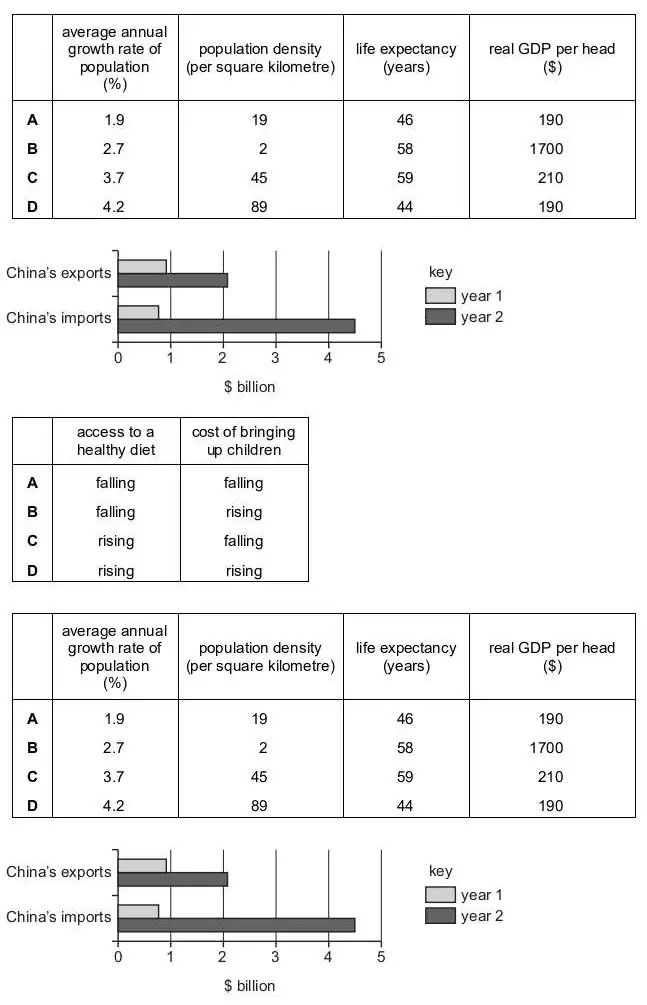 average annual growth rate of population (%) population density (per square kilometre) life expectancy (years) real GDP per head ($)
A 1.9 19 46 190
B 2.7 2 58 1700
C 3.7 45 59 210
D 4.2 89 44 190
China's exports
China's imports
0 1 2 3 4 5
$ billion
key
year 1
year 2
access to a healthy diet cost of bringing up children
A falling falling
B falling rising
C rising falling
D rising rising
average annual growth rate of population (%) population density (per square kilometre) life expectancy (years) real GDP per head ($)
A 1.9 19 46 190
B 2.7 2 58 1700
C 3.7 45 59 210
D 4.2 89 44 190
China's exports
China's imports
0 1 2 3 4 5
$ billion
key
year 1
year 2